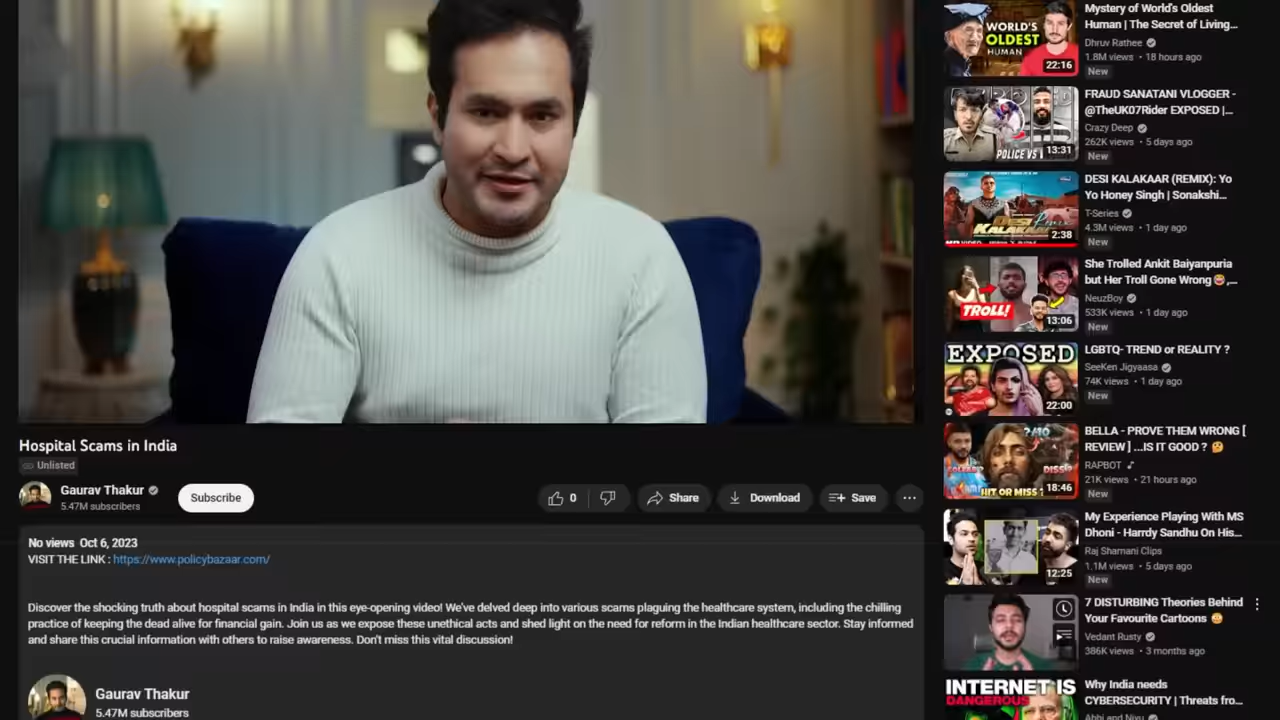 Hospital Scams in India
Unlisted
Gaurav Thakur
5.47M subscribers
Subscribe
0
Share
Download
Save
No views Oct 6, 2023
VISIT THE LINK : https://www.policybazaar.com/
Discover the shocking truth about hospital scams in India in this eye-opening video! We've delved deep into various scams plaguing the healthcare system, including the chilling
practice of keeping the dead alive for financial gain. Join us as we expose these unethical acts and shed light on the need for reform in the Indian healthcare sector. Stay informed
and share this crucial information with others to raise awareness. Don't miss this vital discussion!
Gaurav Thakur
5.47M subscribers
WORLD'S
OLDEST
HUMAN
22:16
Mystery of World's Oldest
Human | The Secret of Living...
Dhruv Rathee
1.8M views • 18 hours ago
New
POLICE VS
13:31
FRAUD SANATANI VLOGGER -
@TheUK07Rider EXPOSED |...
Crazy Deep
262K views • 5 days ago
New
DESI
KALAKAAR
Remix
2:38
DESI KALAKAAR (REMIX): Yo
Yo Honey Singh | Sonakshi...
T-Series
4.3M views • 1 day ago
New
TROLL!
13:06
She Trolled Ankit Baiyanpuria
but Her Troll Gone Wrong 😅,...
NeuzBoy
533K views • 1 day ago
New
EXPOSED
22:00
LGBTQ- TREND or REALITY ?
SeeKen Jigyaasa
74K views • 1 day ago
New
?/10
DISS?
HIT OR MISS
18:46
BELLA - PROVE THEM WRONG [
REVIEW ] ...IS IT GOOD ? 🤔
RAPBOT
21K views • 21 hours ago
New
12:25
My Experience Playing With MS
Dhoni - Harrdy Sandhu On His...
Raj Shamani Clips
1.1M views • 5 days ago
New
7 DISTURBING Theories Behind
Your Favourite Cartoons
Vedant Rusty
386K views • 3 months ago
INTERNET IS
DANGEROUS
Why India needs
CYBERSECURITY | Threats fro...
Abhi and Niyu